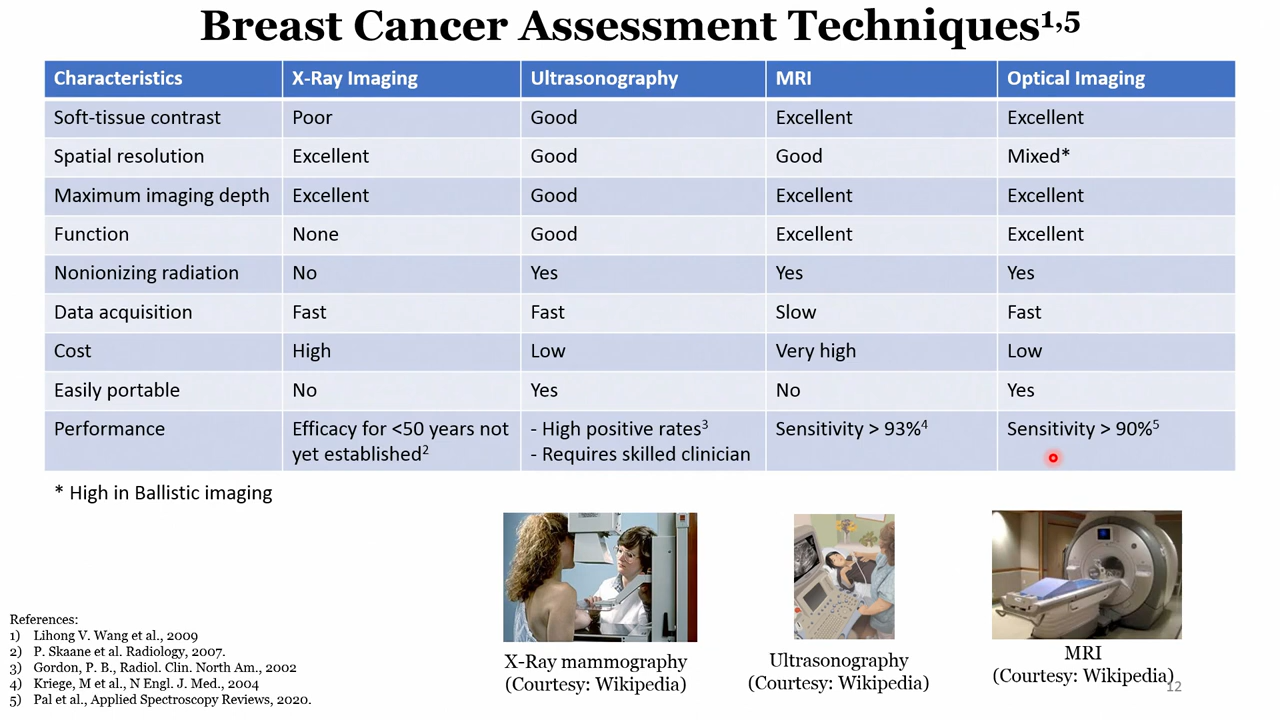 Breast Cancer Assessment Techniques1,5
Characteristics X-Ray Imaging Ultrasonography MRI Optical Imaging
Soft-tissue contrast Poor Good Excellent Excellent
Spatial resolution Excellent Good Good Mixed*
Maximum imaging depth Excellent Good Excellent Excellent
Function None Good Excellent Excellent
Nonionizing radiation No Yes Yes Yes
Data acquisition Fast Fast Slow Fast
Cost High Low Very high Low
Easily portable No Yes No Yes
Performance Efficacy for <50 years not - High positive rates3 Sensitivity > 93%4 Sensitivity > 90%5
yet established2 - Requires skilled clinician
* High in Ballistic imaging
References:
1) Lihong V. Wang et al., 2009
2) P. Skaane et al. Radiology, 2007.
3) Gordon, P. B., Radiol. Clin. North Am., 2002
4) Kriege, M et al., N Engl. J. Med., 2004
5) Pal et al., Applied Spectroscopy Reviews, 2020.
X-Ray mammography
(Courtesy: Wikipedia)
Ultrasonography
(Courtesy: Wikipedia)
MRI
(Courtesy: Wikipedia)
12